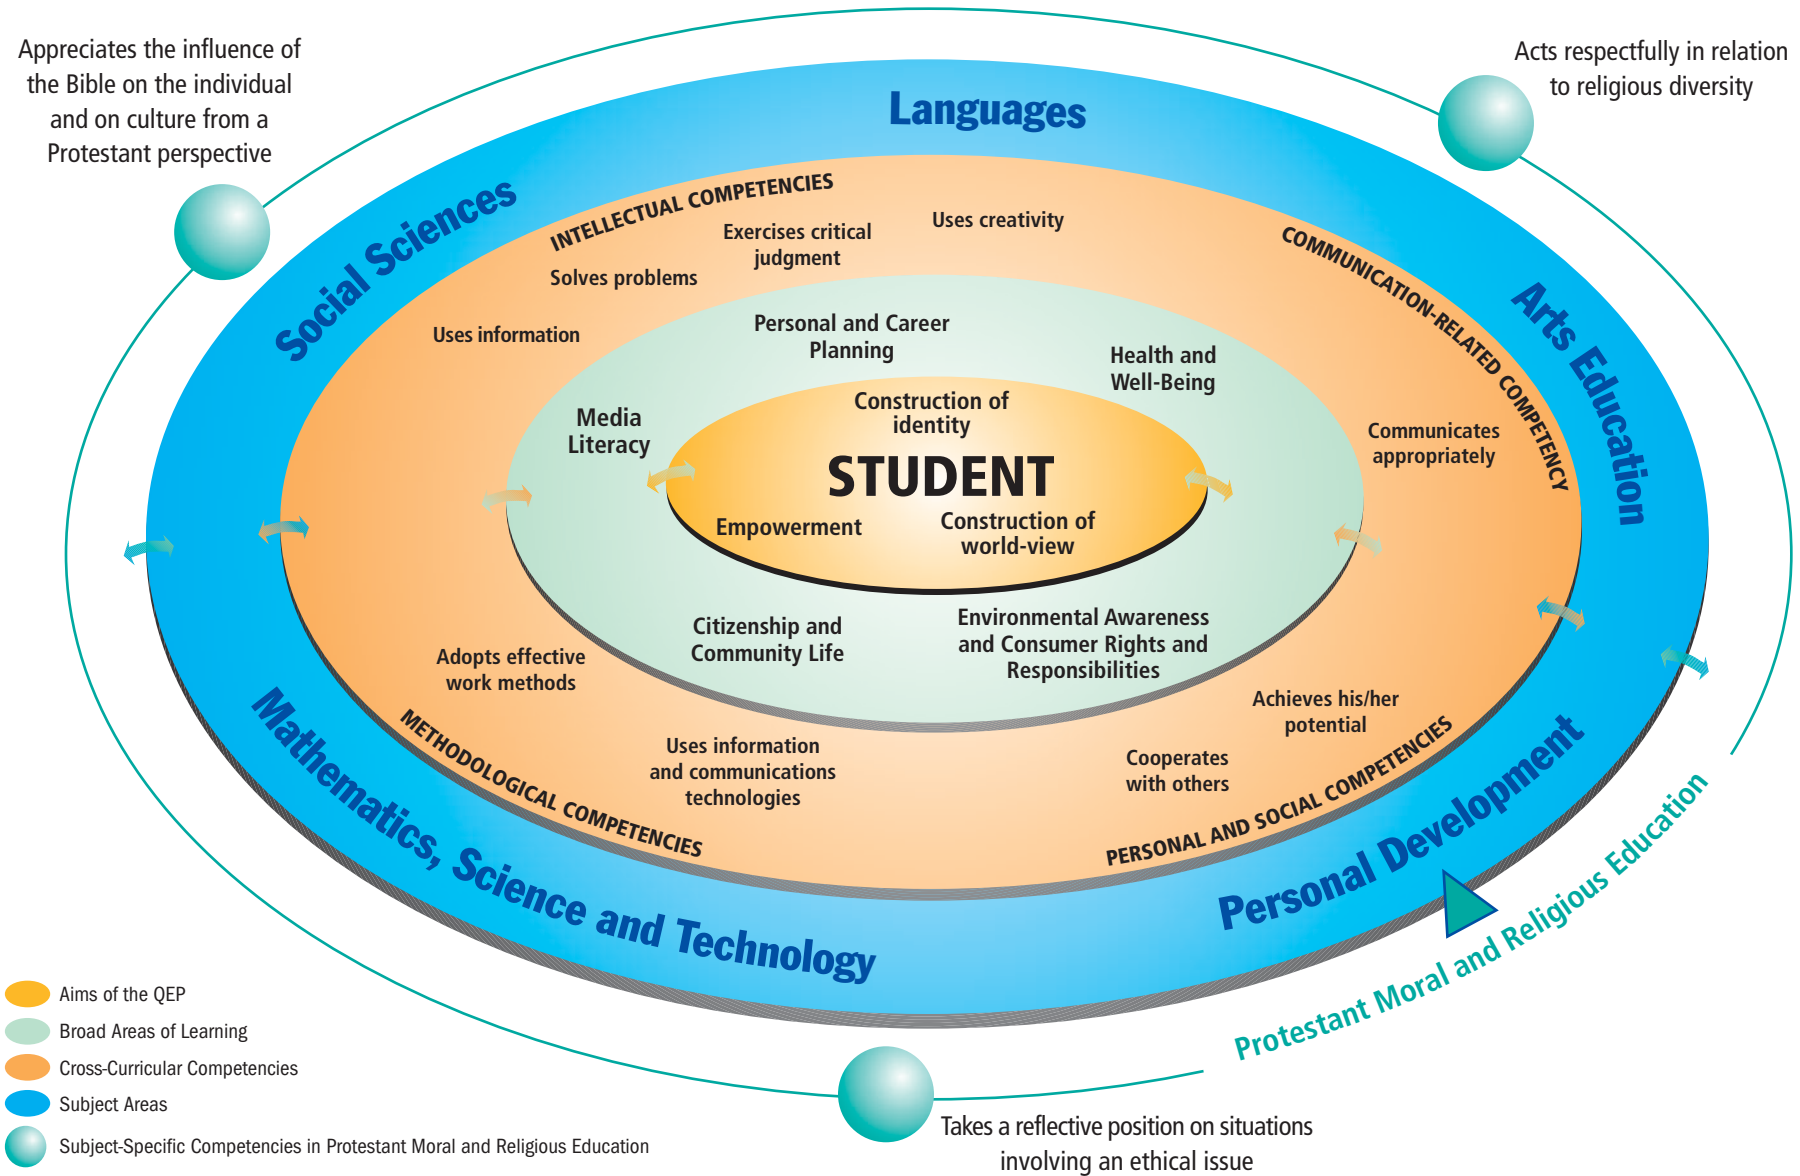 Appreciates the influence of
the Bible on the individual
and on culture from a
Protestant perspective
Acts respectfully in relation
to religious diversity
Languages
Social Sciences
Arts Education
INTELLECTUAL COMPETENCIES
Uses creativity
Exercises critical
judgment
Solves problems
Uses information
COMMUNICATION-RELATED COMPETENCY
Communicates
appropriately
Personal and Career
Planning
Health and
Well-Being
Media
Literacy
Construction of
identity
STUDENT
Empowerment
Construction of
world-view
Citizenship and
Community Life
Environmental Awareness
and Consumer Rights and
Responsibilities
Adopts effective
work methods
METHODOLOGICAL COMPETENCIES
Uses information
and communications
technologies
Achieves his/her
potential
Cooperates
with others
PERSONAL AND SOCIAL COMPETENCIES
Mathematics, Science and Technology
Personal Development
Protestant Moral and Religious Education
Aims of the QEP
Broad Areas of Learning
Cross-Curricular Competencies
Subject Areas
Subject-Specific Competencies in Protestant Moral and Religious Education
Takes a reflective position on situations
involving an ethical issue